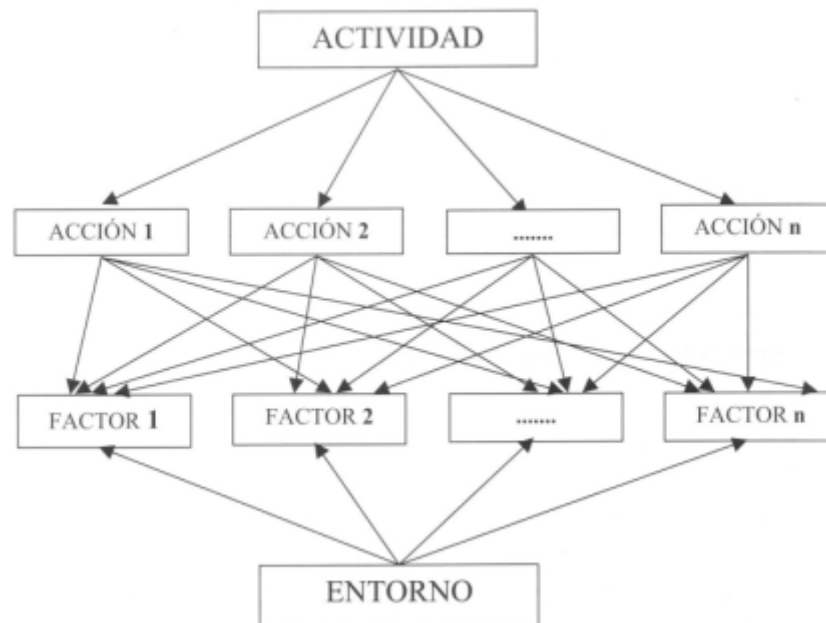 ACTIVIDAD
ACCIÓN 1
ACCIÓN 2
.......
ACCIÓN n
FACTOR 1
FACTOR 2
.......
FACTOR n
ENTORNO